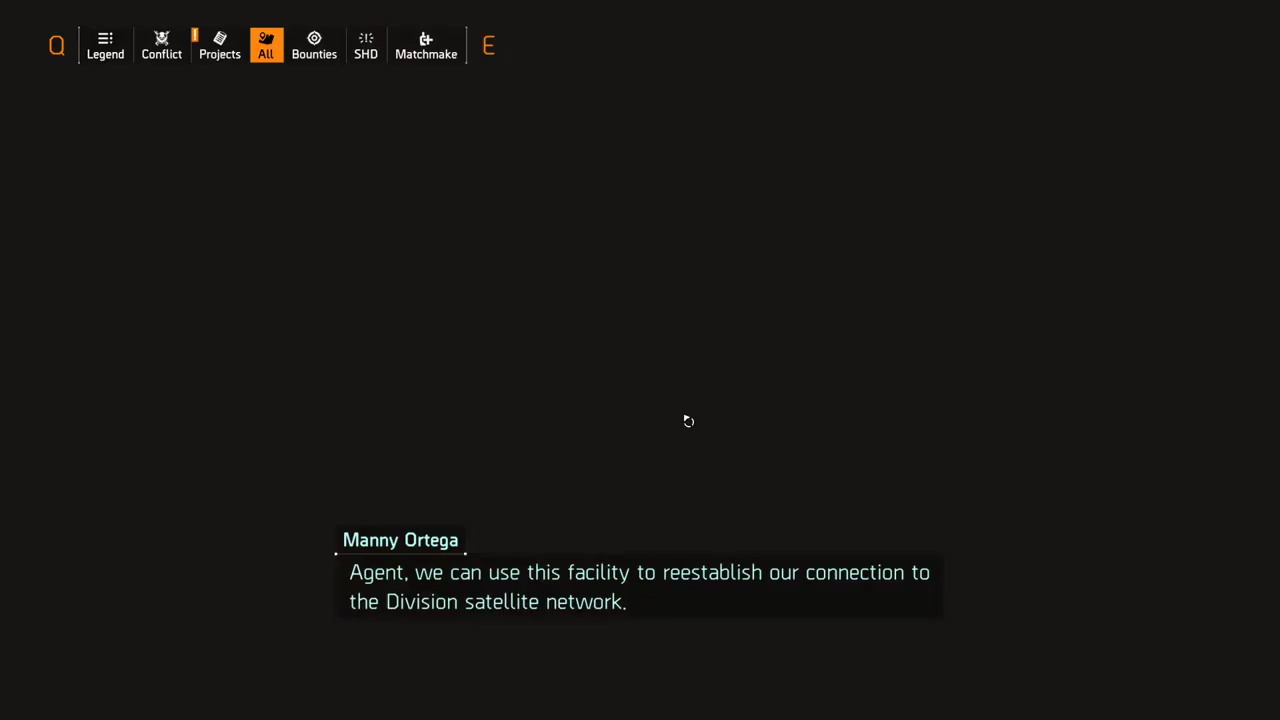 Q Legend Conflict Projects All Bounties SHD Matchmake E
Manny Ortega
Agent, we can use this facility to reestablish our connection to
the Division satellite network.